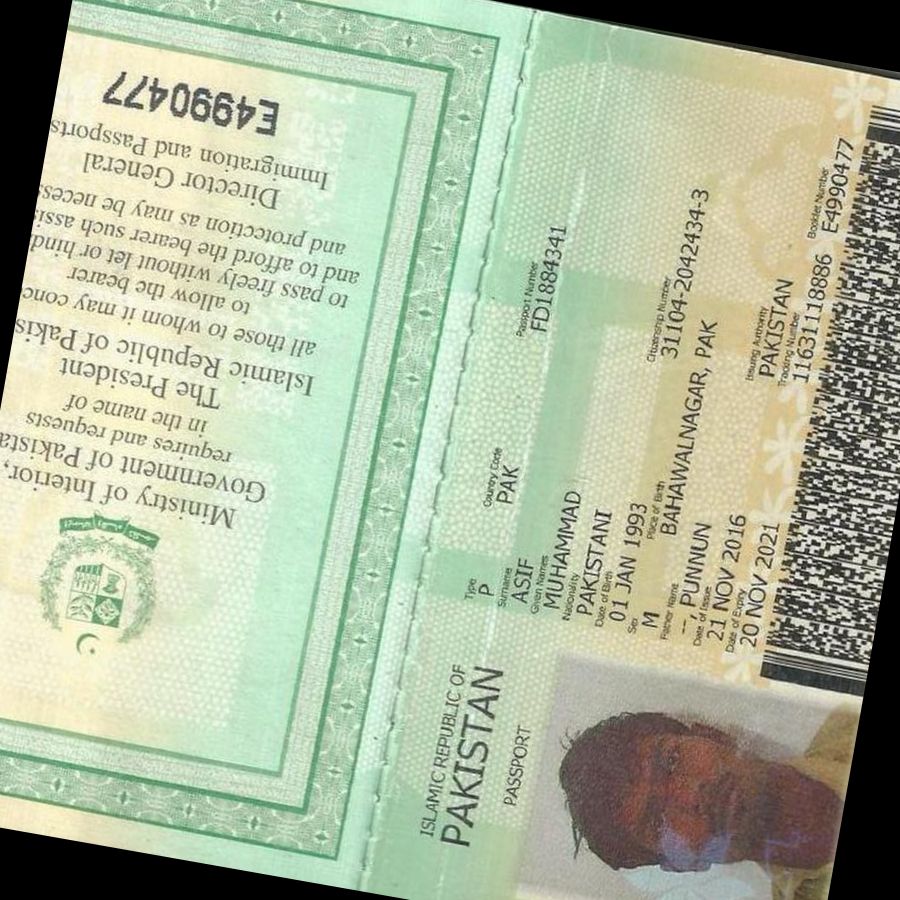 Ministry of Interior,
Government of Pakista
requires and requests
in the name of
The President
Islamic Republic of Pakis
all those to whom it may conc
to allow the bearer
to pass freely without let or hind
and to afford the bearer such assis
and protection as may be necess
Director General
Immigration and Passports
E4990477
ISLAMIC REPUBLIC OF
PAKISTAN
PASSPORT
Type
P
Country Code
PAK
Passport Number
FD1884341
Surname
ASIF
Given Names
MUHAMMAD
Nationality
PAKISTANI
Date of Birth
01 JAN 1993
Citizenship Number
31104-2042434-3
Sex
M
Place of Birth
BAHAWALNAGAR, PAK
Father Name
--, PUNNUN
Date of Issue
21 NOV 2016
Issuing Authority
PAKISTAN
Date of Expiry
20 NOV 2021
Tracking Number
11631118886
Booklet Number
E4990477